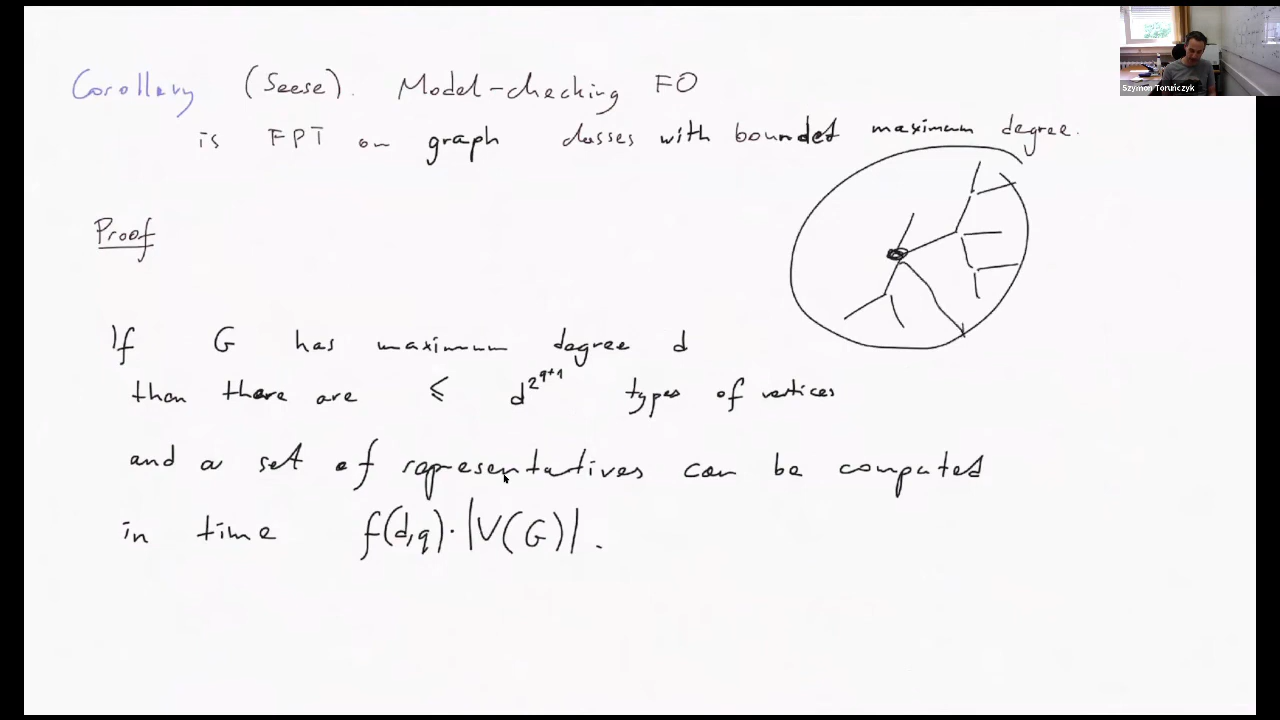 Corollary (Seese). Model-checking FO
is FPT on graph classes with bounded maximum degree.
Proof
If G has maximum degree d
then there are ≤ d^{2^{q+1}} types of vertices
and a set of representatives can be computed
in time f(d,q)·|V(G)|.
Szymon Toruńczyk